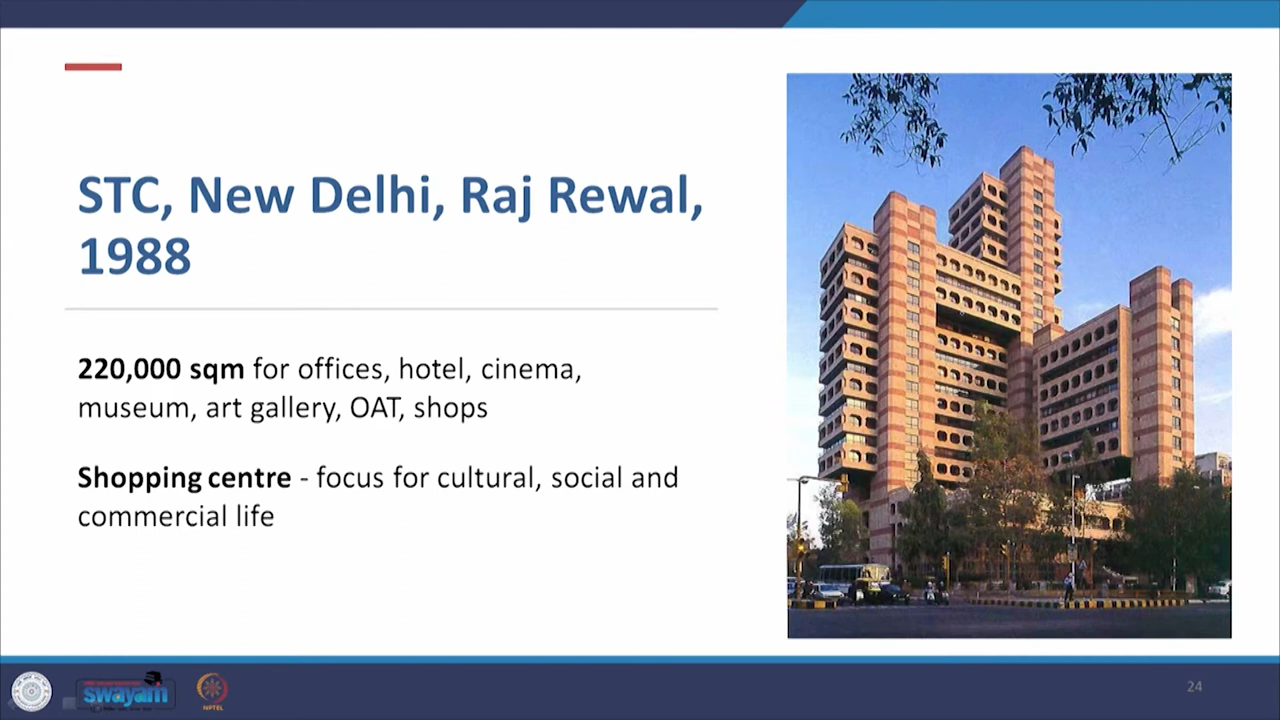 STC, New Delhi, Raj Rewal,
1988
220,000 sqm for offices, hotel, cinema,
museum, art gallery, OAT, shops
Shopping centre - focus for cultural, social and
commercial life
swayam
NPTEL
24